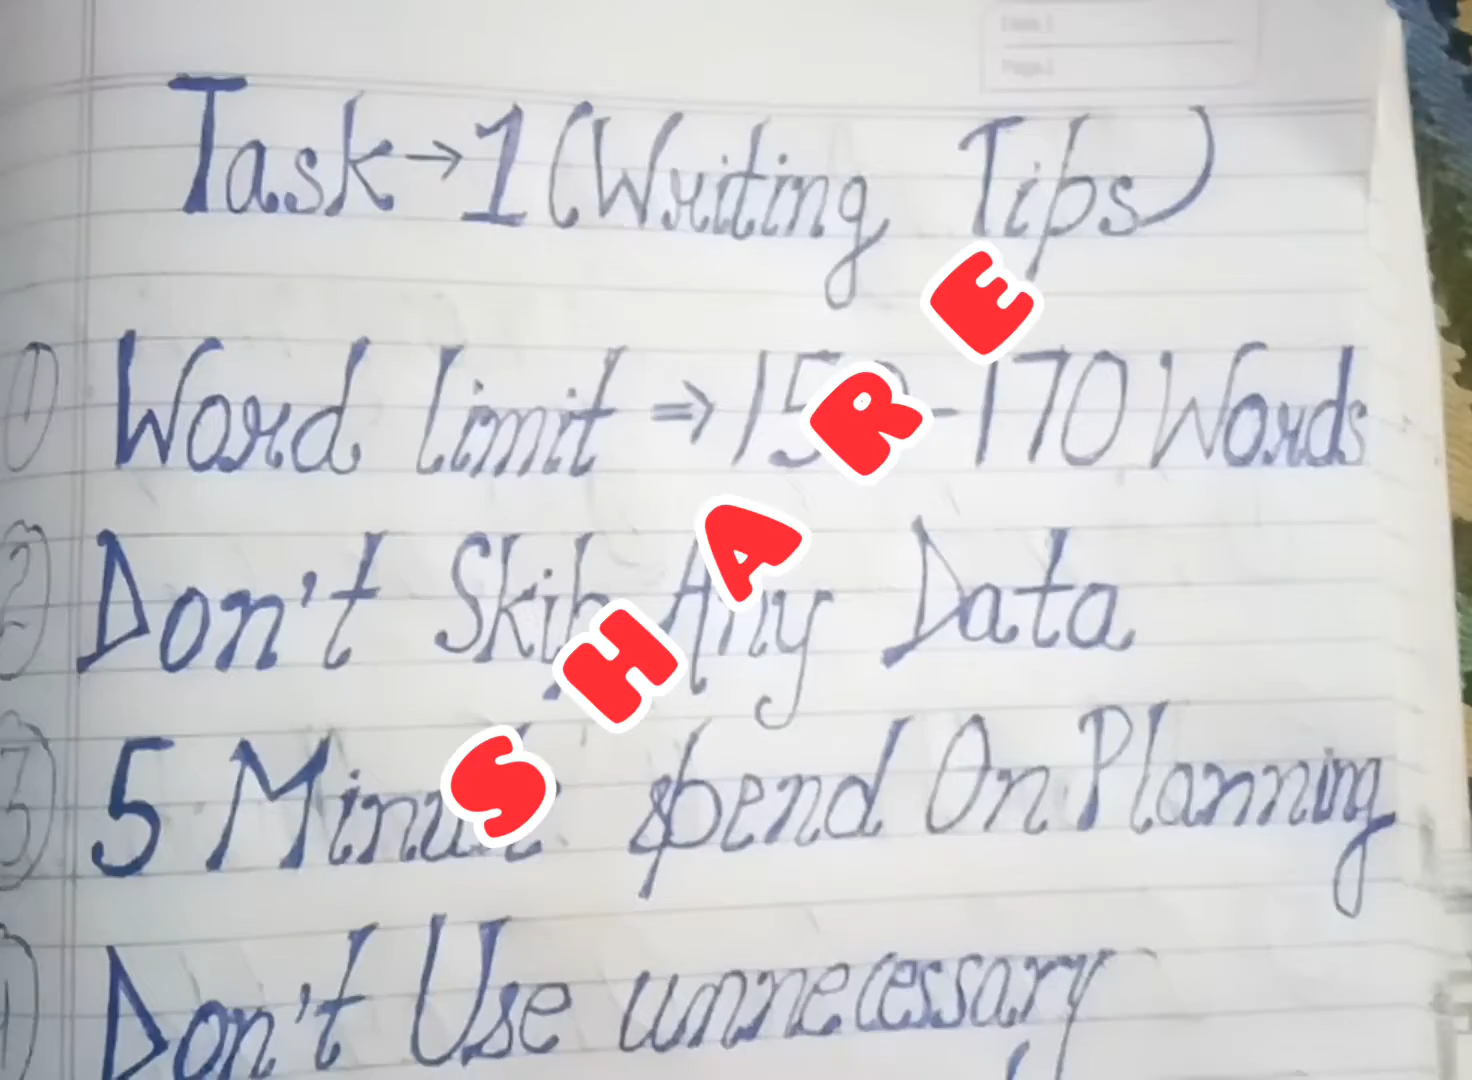 Task→1 (Writing Tips)
① Word limit ⇒ 150-170 Words
② Don't Skip Any Data
③ 5 Minute spend On Planning
Don't Use unnecessary
SHARE